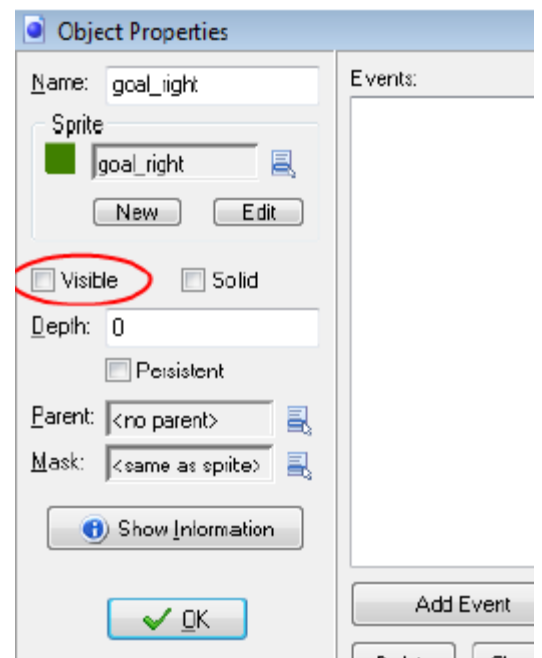 Object Properties
Name: goal_right
Events:
Sprite
goal_right
New Edit
Visible Solid
Depth: 0
Persistent
Parent: <no parent>
Mask: <same as sprite>
Show Information
OK
Add Event